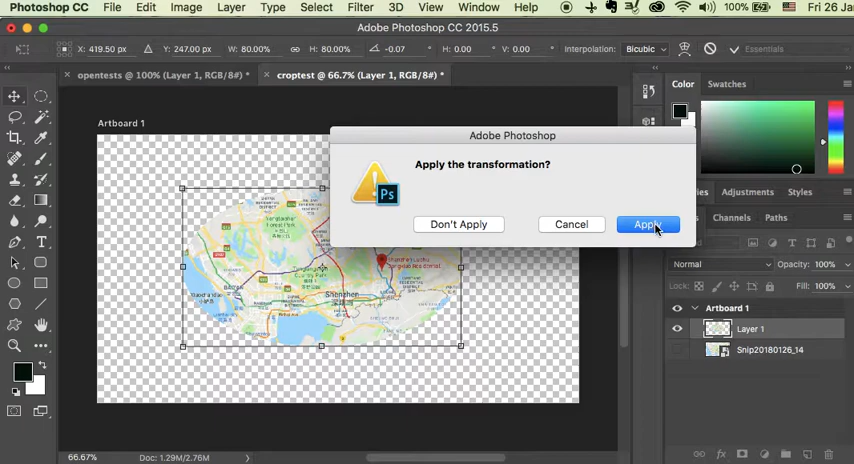 Photoshop CC File Edit Image Layer Type Select Filter 3D View Window Help 100% Fri 26 Jan
Adobe Photoshop CC 2015.5
X: 419.50 px Y: 247.00 px W: 80.00% H: 80.00% -0.07 ° H: 0.00 ° V: 0.00 ° Interpolation: Bicubic Essentials
opentests @ 100% (Layer 1, RGB/8#) * croptest @ 66.7% (Layer 1, RGB/8#) *
Color Swatches
Artboard 1
Adobe Photoshop
Apply the transformation?
Ps
Don't Apply Cancel Apply
Adjustments Styles
Channels Paths
Normal Opacity: 100%
Lock: Fill: 100%
Artboard 1
Layer 1
Snip20180126_14
Shenzhen
66.67% Doc: 1.29M/2.76M